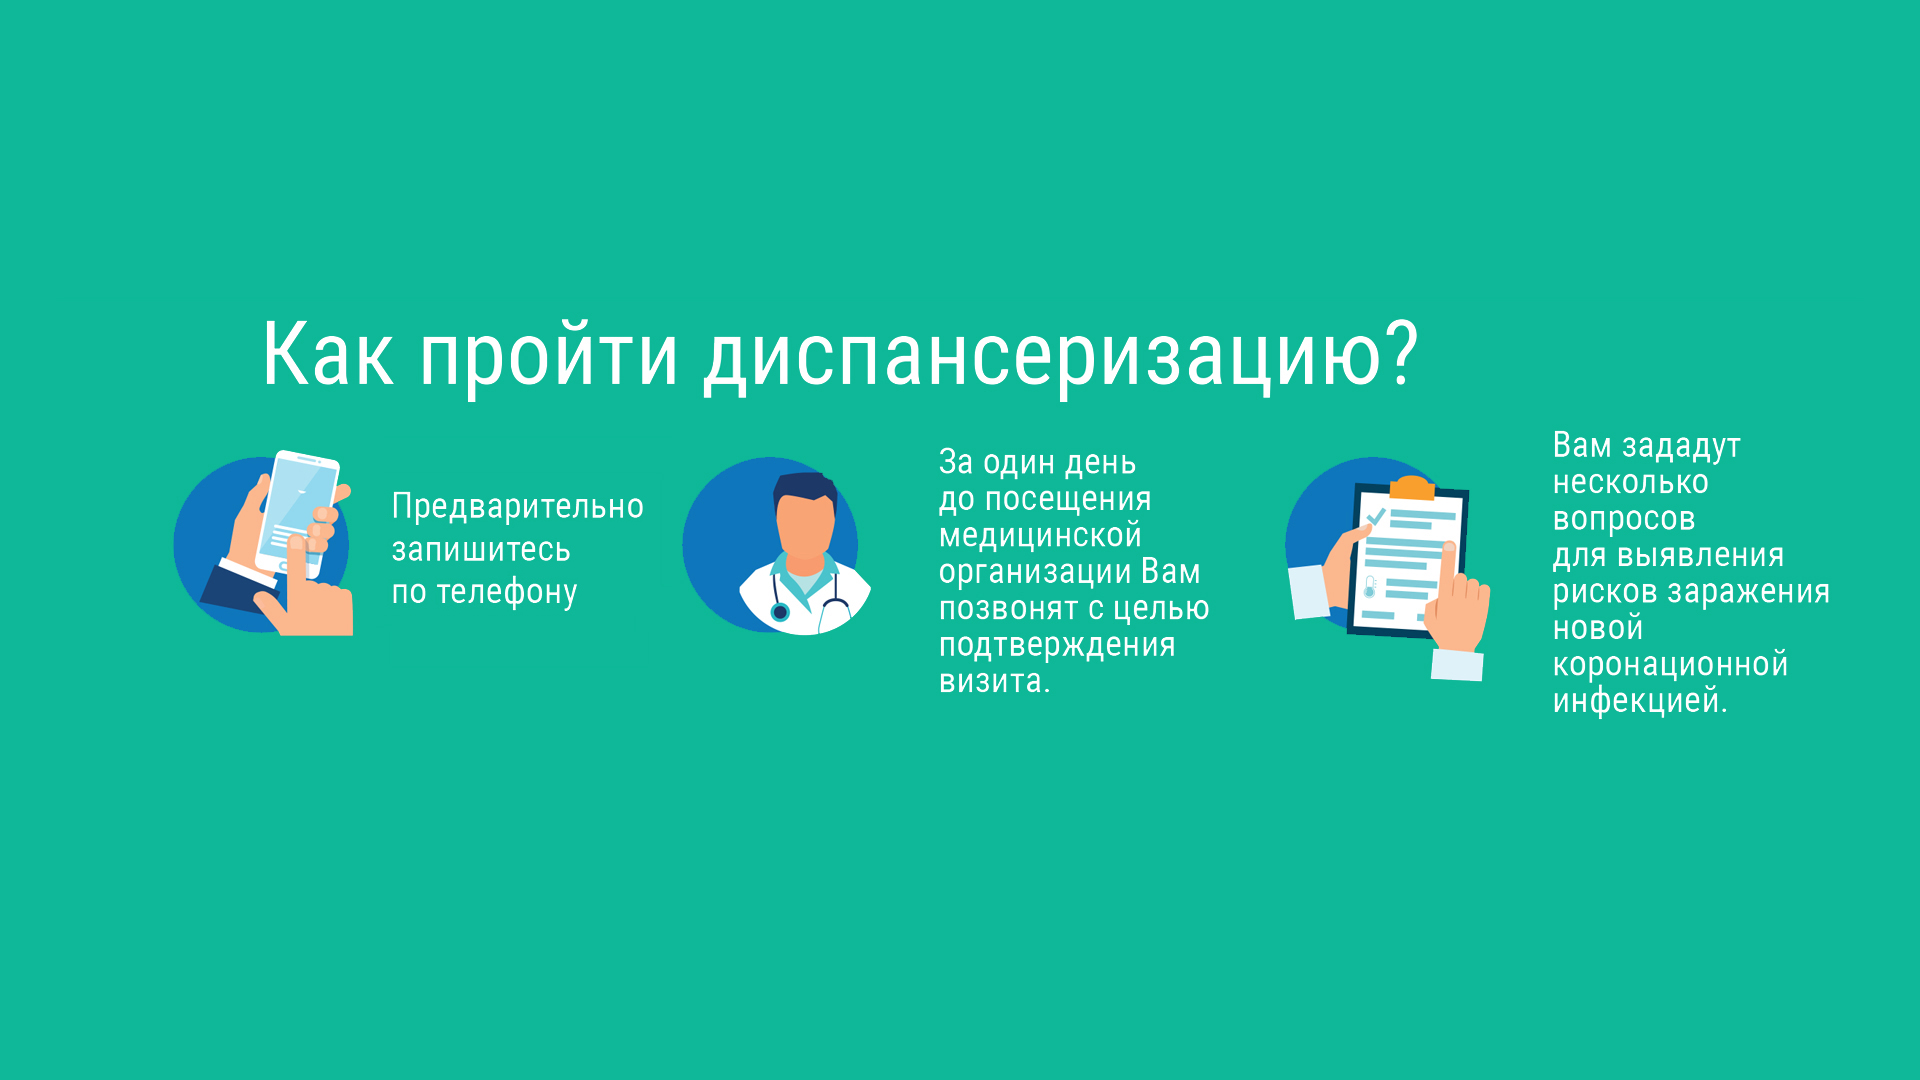 Как пройти диспансеризацию?
Предварительно
запишитесь
по телефону
За один день
до посещения
медицинской
организации Вам
позвонят с целью
подтверждения
визита.
Вам зададут
несколько
вопросов
для выявления
рисков заражения
новой
коронационной
инфекцией.